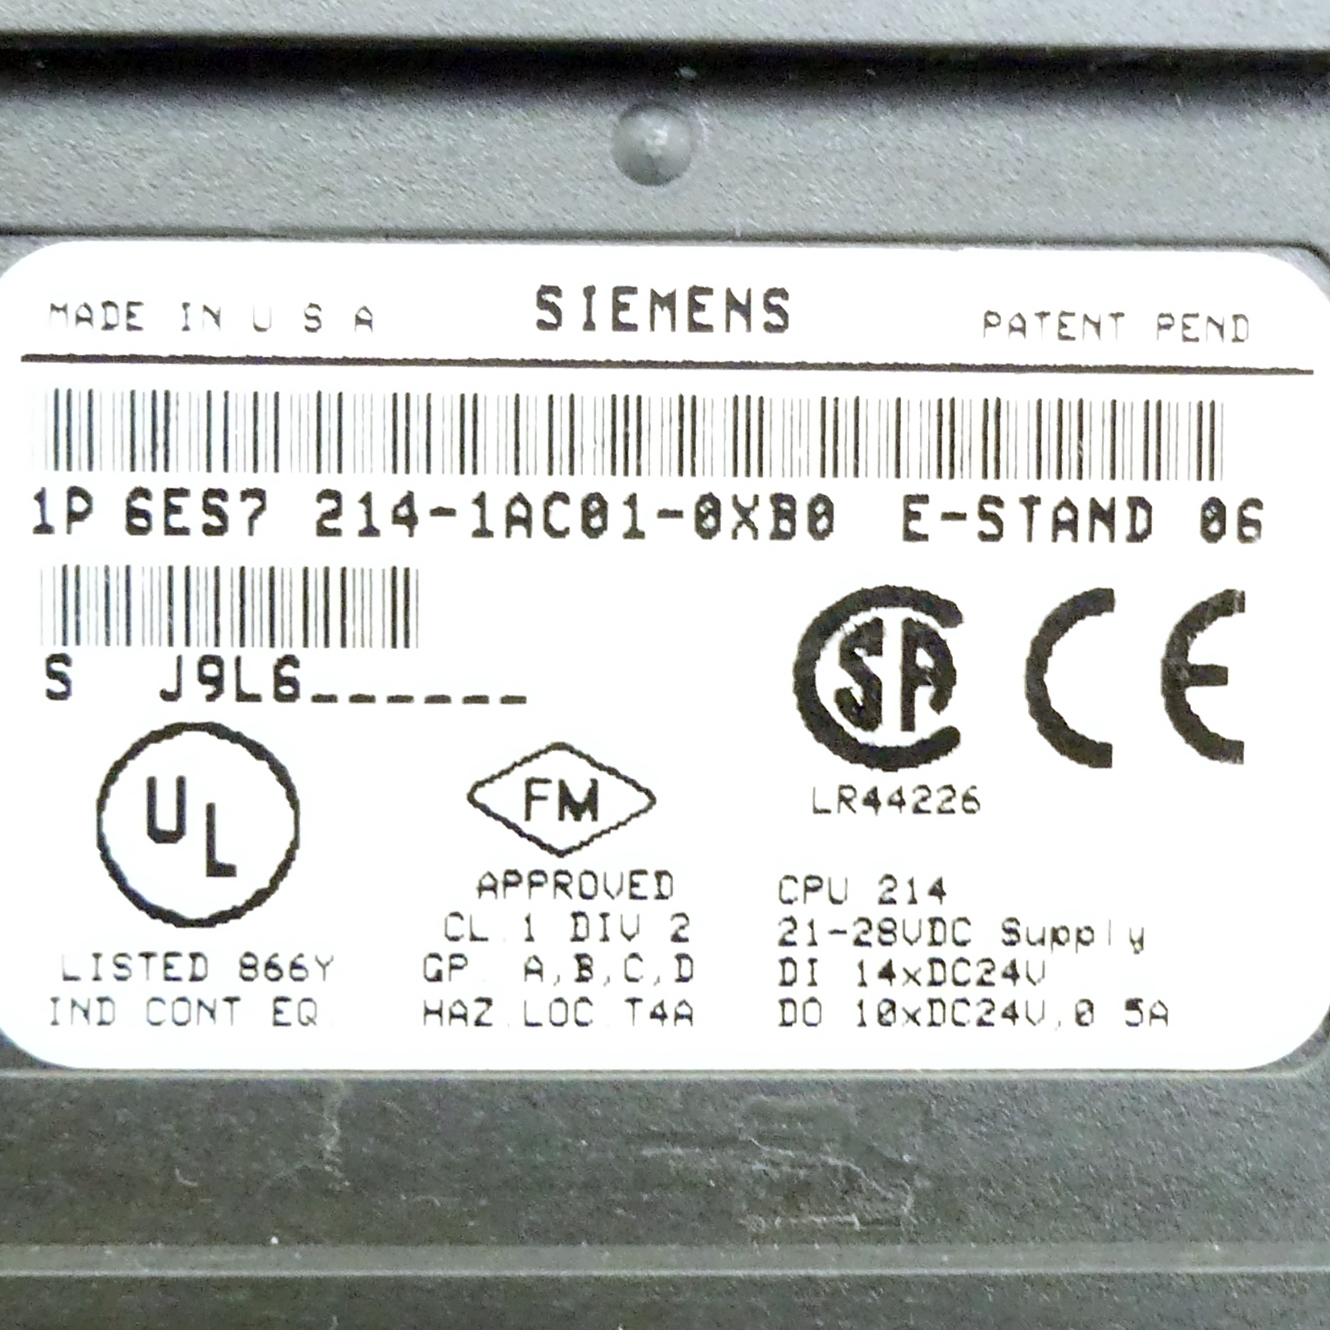 MADE IN U S A SIEMENS PATENT PEND
1P 6ES7 214-1AC01-0XB0 E-STAND 06
S J9L6______
SA CE
LR44226
UL
FM
LISTED 866Y
IND CONT EQ
APPROVED
CL. 1 DIV 2
GP. A,B,C,D
HAZ.LOC.T4A
CPU 214
21-28VDC Supply
DI 14xDC24V
DO 10xDC24V,0 5A